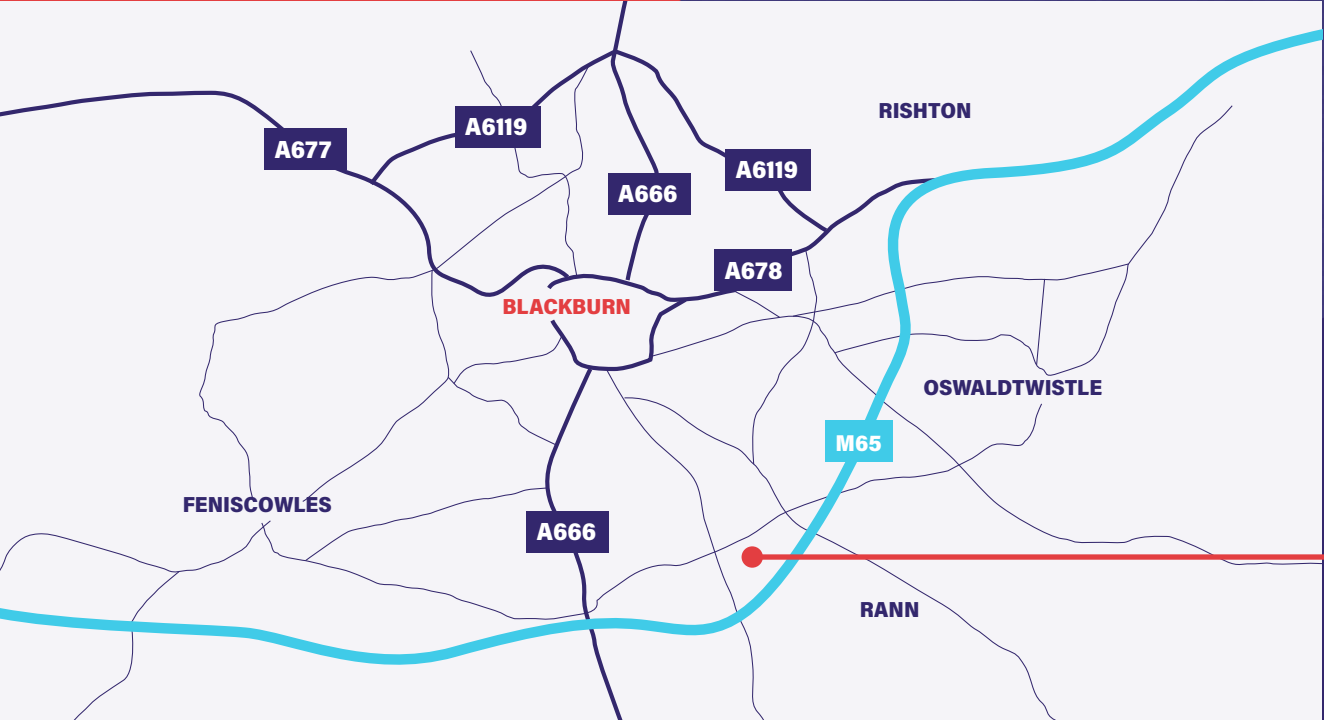 RISHTON
A6119
A677
A6119
A666
A678
BLACKBURN
OSWALDTWISTLE
M65
FENISCOWLES
A666
RANN